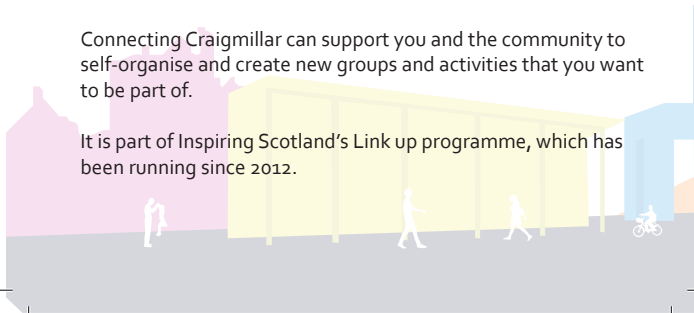 Connecting Craigmillar can support you and the community to
self-organise and create new groups and activities that you want
to be part of.
It is part of Inspiring Scotland’s Link up programme, which has
been running since 2012.